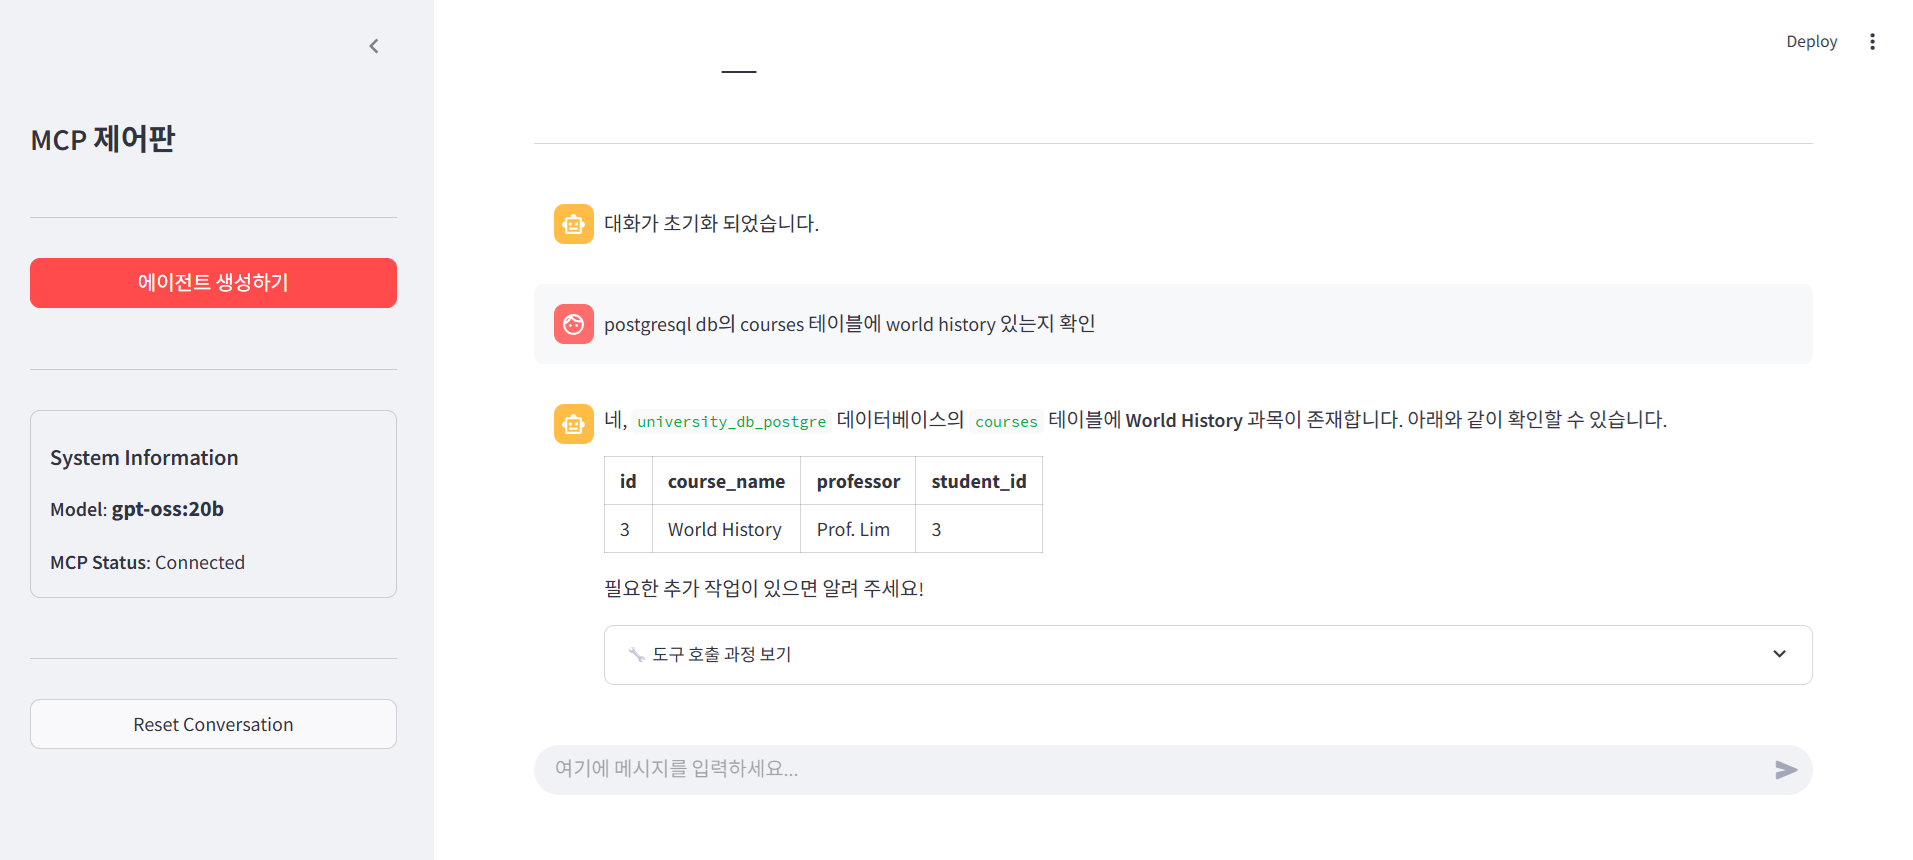 Deploy
MCP 제어판
에이전트 생성하기
System Information
Model: gpt-oss:20b
MCP Status: Connected
Reset Conversation
대화가 초기화 되었습니다.
postgresql db의 courses 테이블에 world history 있는지 확인
네, university_db_postgre 데이터베이스의 courses 테이블에 World History 과목이 존재합니다. 아래와 같이 확인할 수 있습니다.
id course_name professor student_id
3 World History Prof. Lim 3
필요한 추가 작업이 있으면 알려 주세요!
도구 호출 과정 보기
여기에 메시지를 입력하세요...